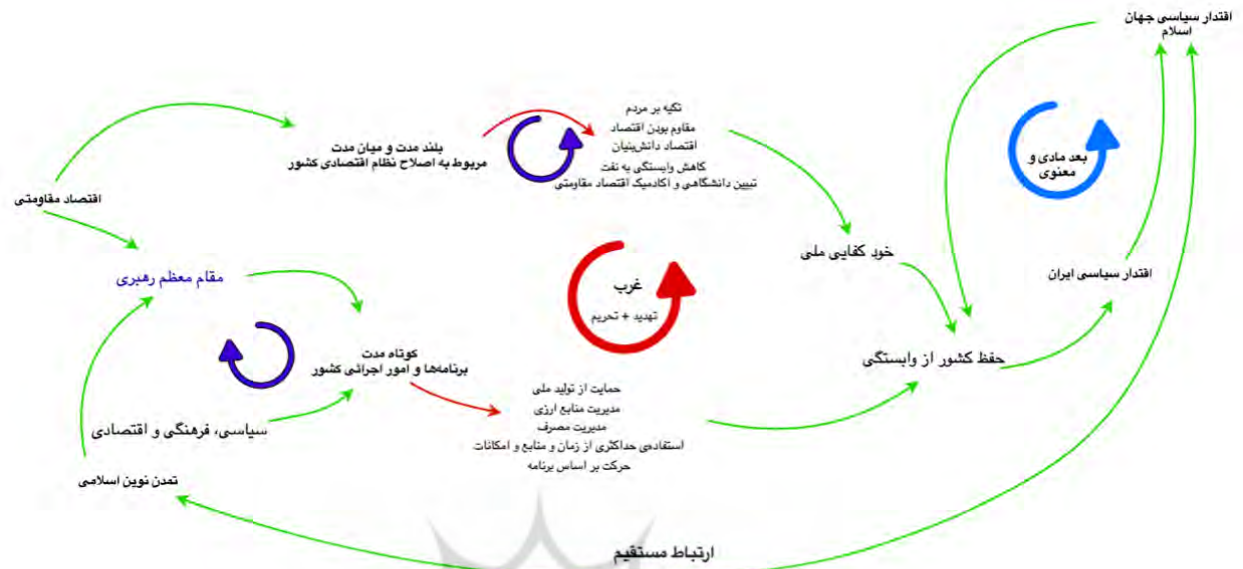 اقتدار سیاسی جهان
اسلام
تکیه بر مردم
مقاوم بودن اقتصاد
اقتصاد دانش‌بنیان
کاهش وابستگی به نفت
تبیین دانشگاهی و آکادمیک اقتصاد مقاومتی
بلند مدت و میان مدت
مربوط به اصلاح نظام اقتصادی کشور
بعد مادی و
معنوی
اقتصاد مقاومتی
خود کفایی ملی
اقتدار سیاسی ایران
مقام معظم رهبری
غرب
تهدید + تحریم
کوتاه مدت
برنامه‌ها و امور اجرائی کشور
حفظ کشور از وابستگی
حمایت از تولید ملی
مدیریت منابع ارزی
مدیریت مصرف
استفاده‌ی حداکثری از زمان و منابع و امکانات
حرکت بر اساس برنامه
سیاسی، فرهنگی و اقتصادی
تمدن نوین اسلامی
ارتباط مستقیم